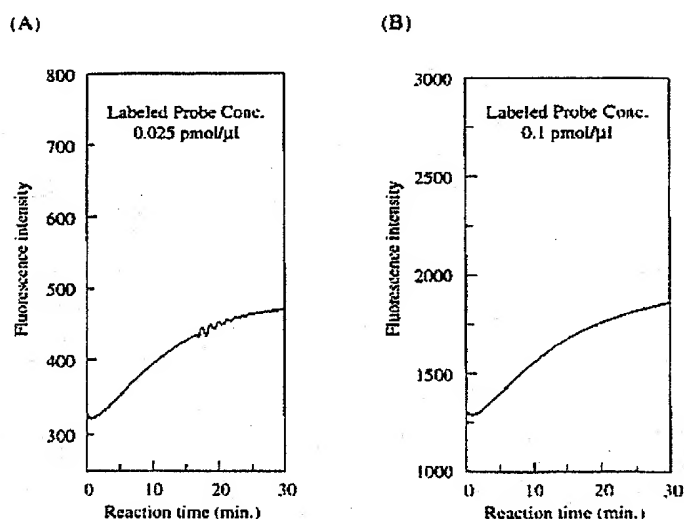 (A)
800
700
600
500
400
300
Fluorescence intensity
Labeled Probe Conc.
0.025 pmol/µl
0 10 20 30
Reaction time (min.)
(B)
3000
2750
2250
2000
1500
1000
Fluorescence intensity
Labeled Probe Conc.
0.1 pmol/µl
0 10 20 30
Reaction time (min.)